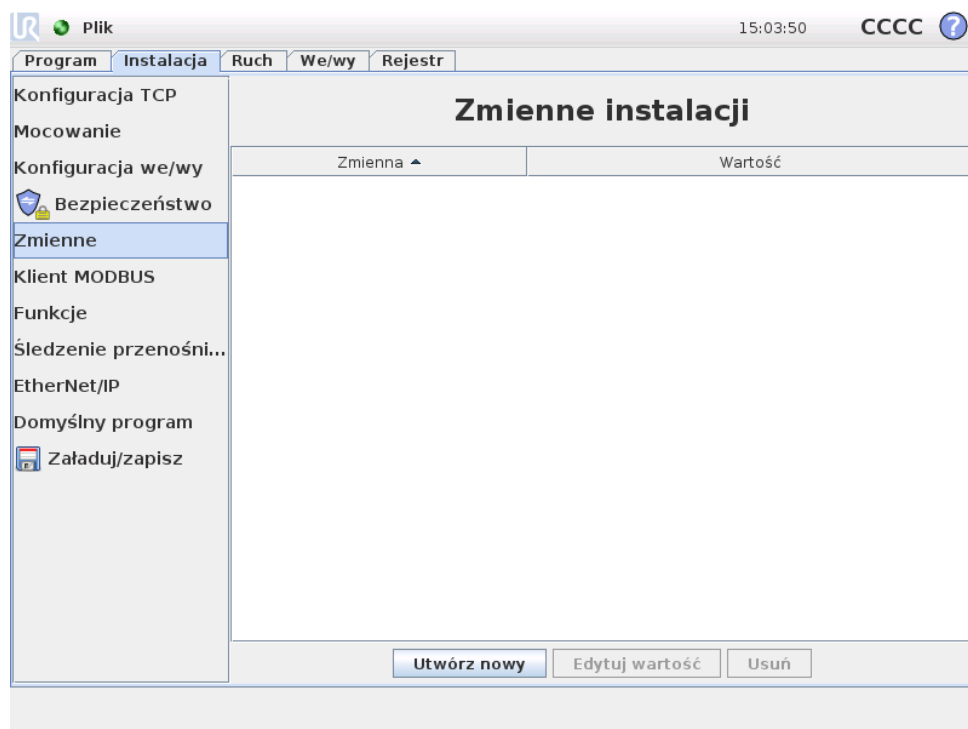 UR Plik 15:03:50 CCCC ?
Program Instalacja Ruch We/wy Rejestr
Konfiguracja TCP
Mocowanie
Konfiguracja we/wy
Bezpieczeństwo
Zmienne
Klient MODBUS
Funkcje
Śledzenie przenośni...
EtherNet/IP
Domyślny program
Załaduj/zapisz
Zmienne instalacji
Zmienna Wartość
Utwórz nowy Edytuj wartość Usuń